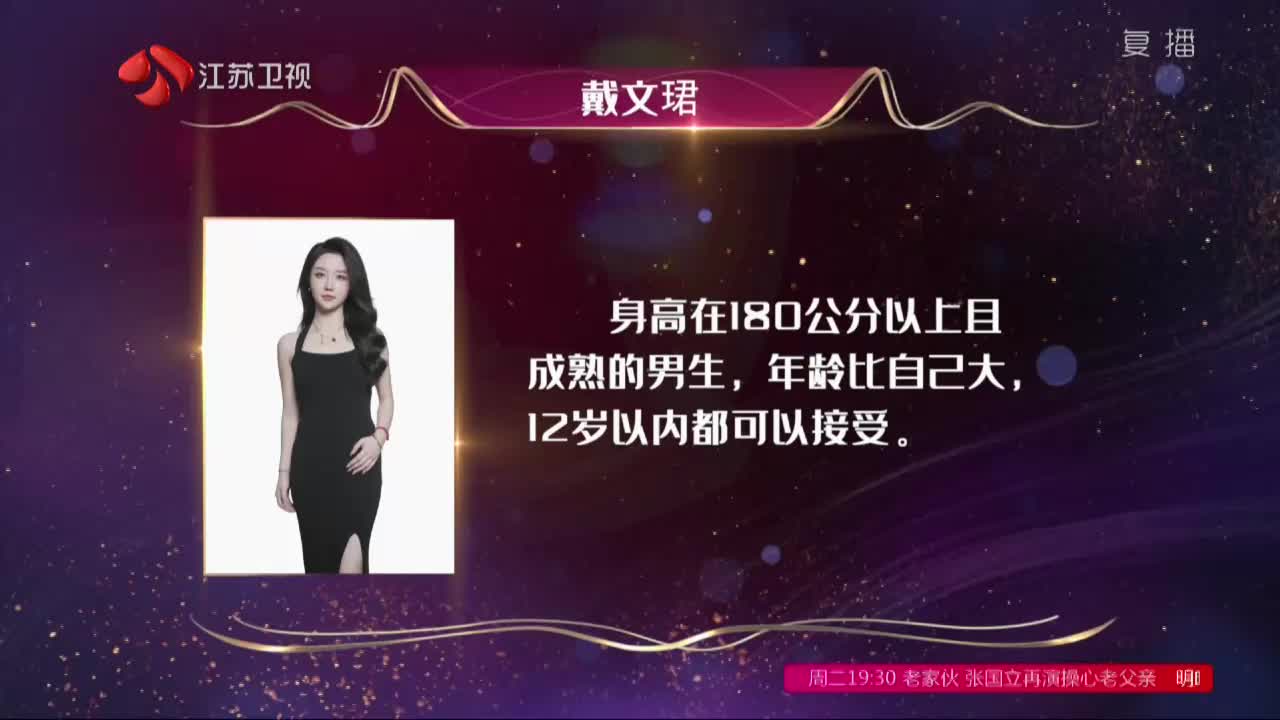 江苏卫视
复播
戴文珺
身高在180公分以上且
成熟的男生，年龄比自己大，
12岁以内都可以接受。
周二19:30 老家伙 张国立再演操心老父亲